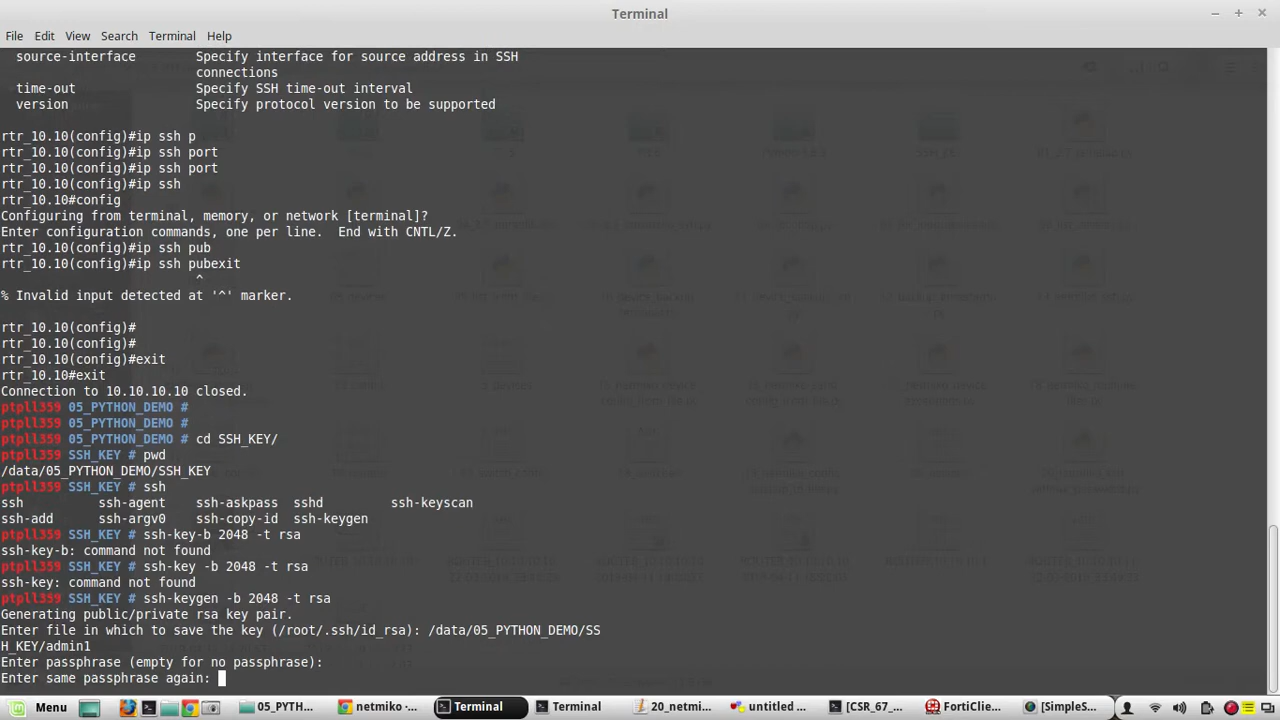 Terminal
File Edit View Search Terminal Help
source-interface Specify interface for source address in SSH
connections
time-out Specify SSH time-out interval
version Specify protocol version to be supported
rtr_10.10(config)#ip ssh p
rtr_10.10(config)#ip ssh port
rtr_10.10(config)#ip ssh port
rtr_10.10(config)#ip ssh
rtr_10.10#config
Configuring from terminal, memory, or network [terminal]?
Enter configuration commands, one per line.  End with CNTL/Z.
rtr_10.10(config)#ip ssh pub
rtr_10.10(config)#ip ssh pubexit
^
% Invalid input detected at '^' marker.
rtr_10.10(config)#
rtr_10.10(config)#
rtr_10.10(config)#exit
rtr_10.10#exit
Connection to 10.10.10.10 closed.
ptpll359 05_PYTHON_DEMO #
ptpll359 05_PYTHON_DEMO #
ptpll359 05_PYTHON_DEMO # cd SSH_KEY/
ptpll359 SSH_KEY # pwd
/data/05_PYTHON_DEMO/SSH_KEY
ptpll359 SSH_KEY # ssh
ssh ssh-agent ssh-askpass sshd ssh-keyscan
ssh-add ssh-argv0 ssh-copy-id ssh-keygen
ptpll359 SSH_KEY # ssh-key-b 2048 -t rsa
ssh-key-b: command not found
ptpll359 SSH_KEY # ssh-key -b 2048 -t rsa
ssh-key: command not found
ptpll359 SSH_KEY # ssh-keygen -b 2048 -t rsa
Generating public/private rsa key pair.
Enter file in which to save the key (/root/.ssh/id_rsa): /data/05_PYTHON_DEMO/SS
H_KEY/admin1
Enter passphrase (empty for no passphrase):
Enter same passphrase again:
Menu 05_PYTH... netmiko -... Terminal Terminal 20_netmi... untitled ... [CSR_67_... FortiClie... [SimpleS...